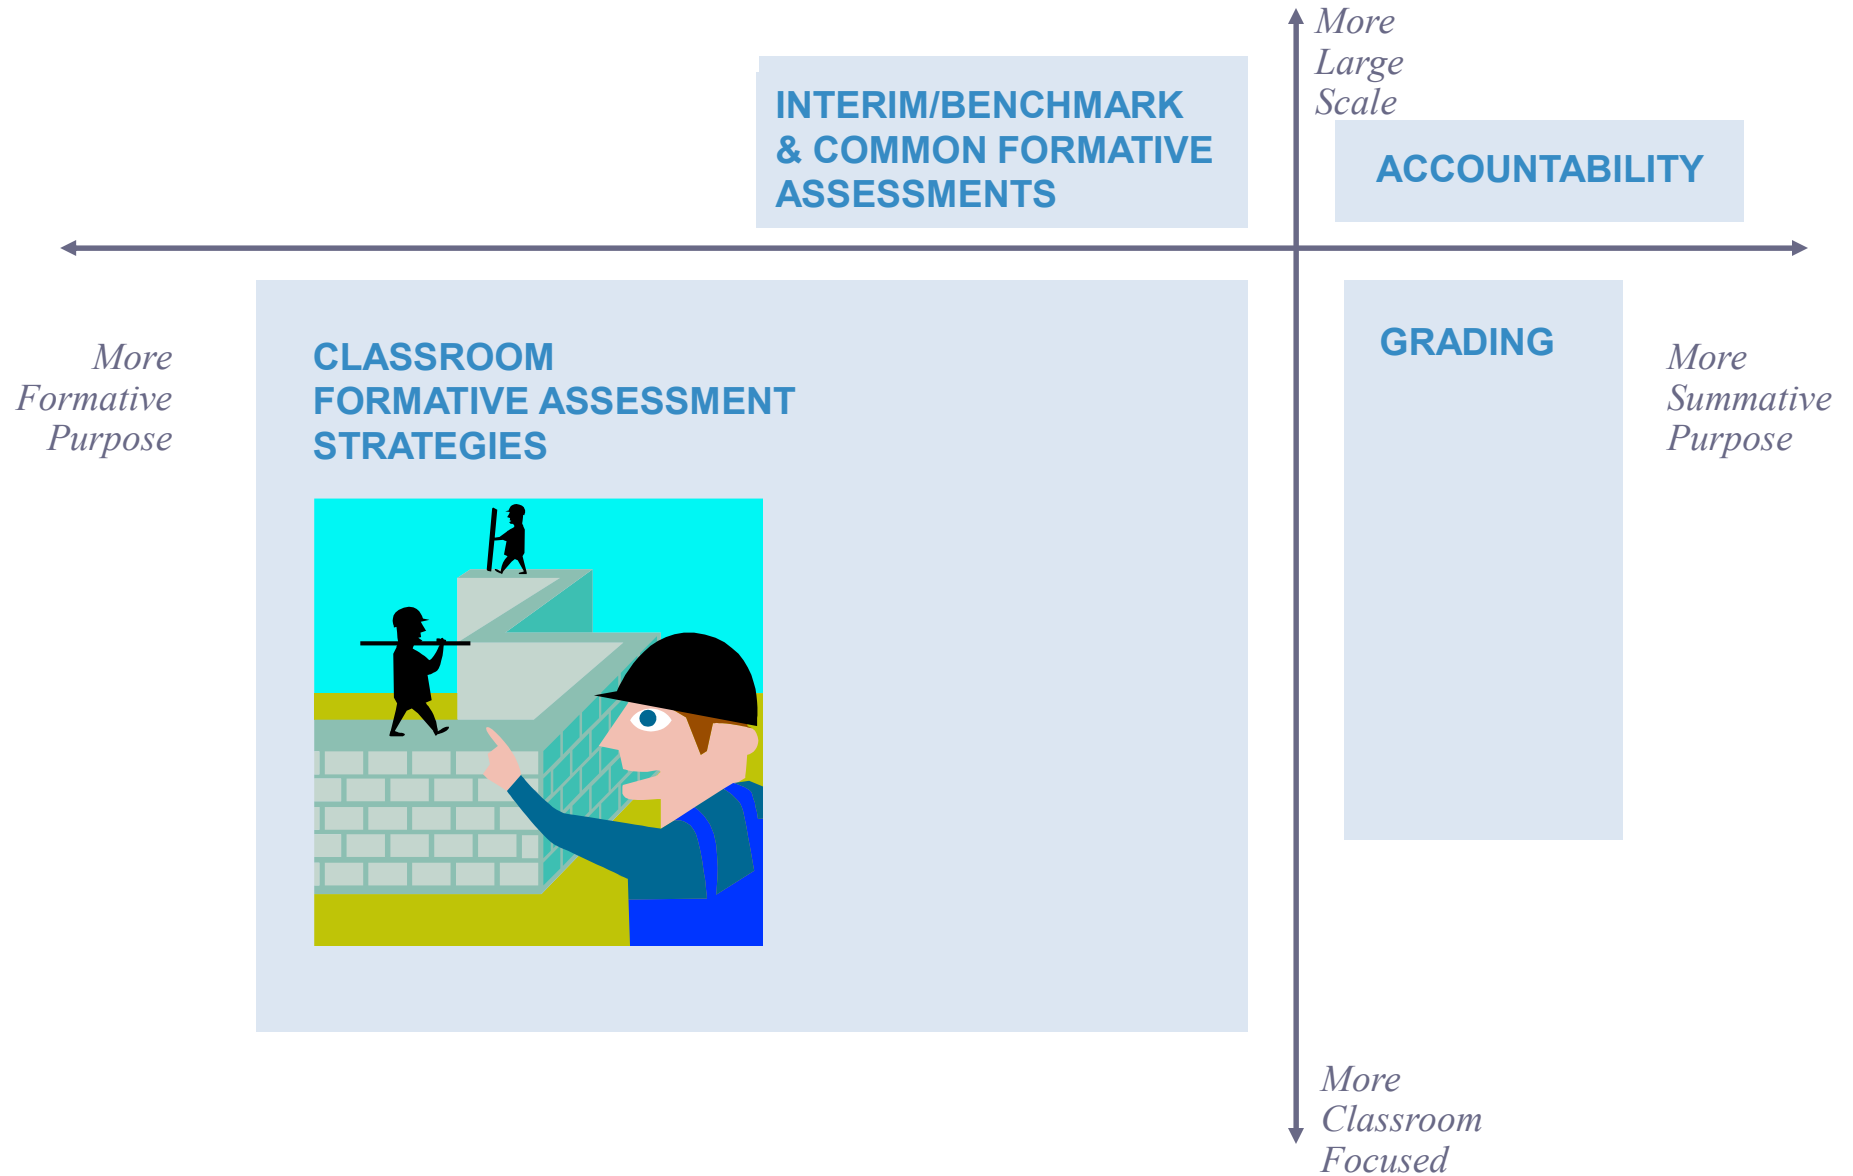 More
Large
Scale
INTERIM/BENCHMARK
& COMMON FORMATIVE
ASSESSMENTS
ACCOUNTABILITY
More
Formative
Purpose
CLASSROOM
FORMATIVE ASSESSMENT
STRATEGIES
GRADING
More
Summative
Purpose
More
Classroom
Focused